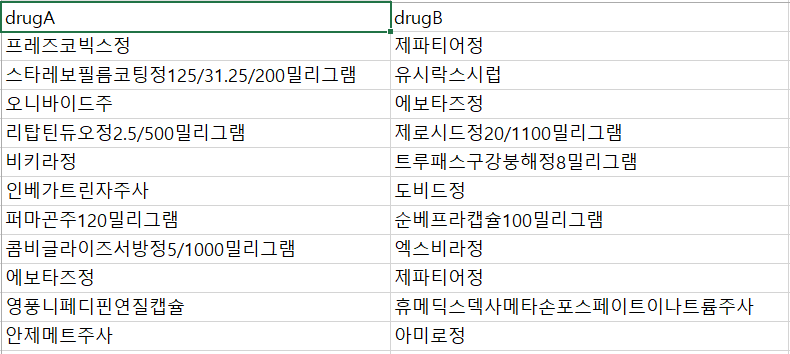 drugA drugB
프레즈코빅스정 제파티어정
스타레보필름코팅정125/31.25/200밀리그램 유시락스시럽
오니바이드주 에보타즈정
리탑틴듀오정2.5/500밀리그램 제로시드정20/1100밀리그램
비키라정 트루패스구강붕해정8밀리그램
인베가트린자주사 도비드정
퍼마곤주120밀리그램 순베프라캡슐100밀리그램
콤비글라이즈서방정5/1000밀리그램 엑스비라정
에보타즈정 제파티어정
영풍니페디핀연질캡슐 휴메딕스덱사메타손포스페이트이나트륨주사
안제메트주사 아미로정